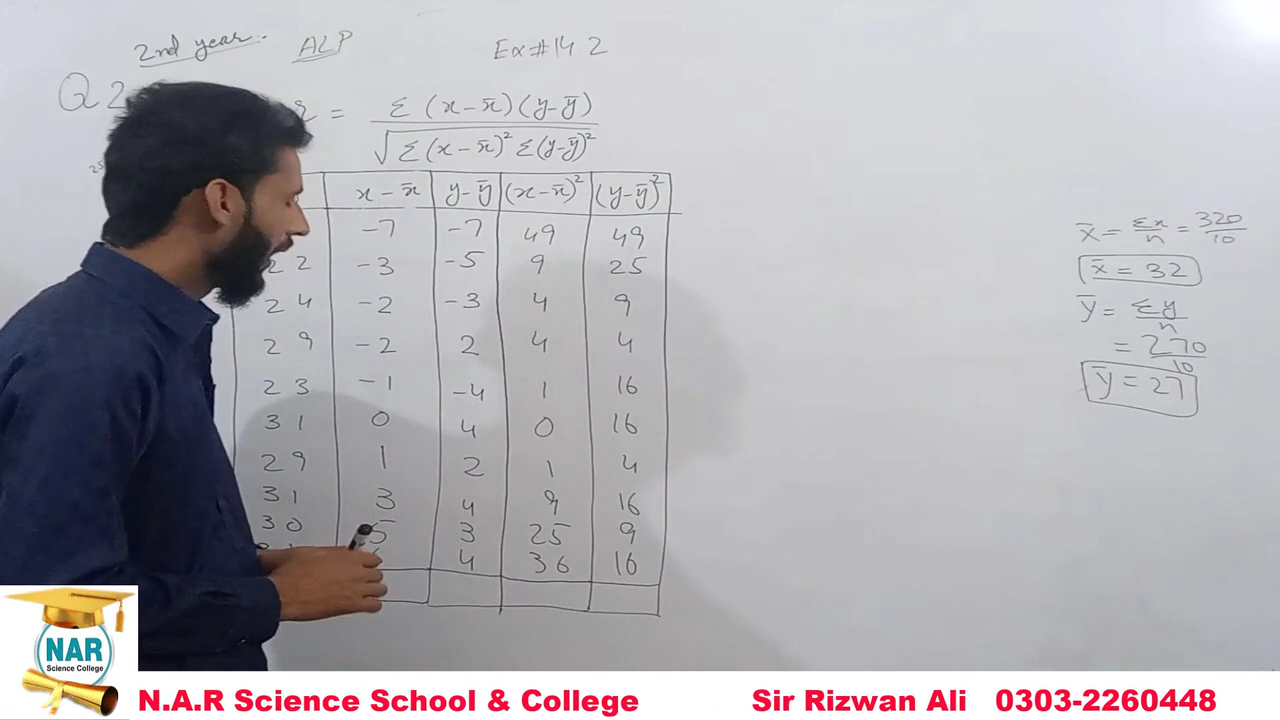 2nd year:- ALP Ex#14 2
Q 2
r = Σ (x-x̄)(y-ȳ) / √Σ(x-x̄)² Σ(y-ȳ)²
x-x̄ y-ȳ (x-x̄)² (y-ȳ)²
-7 -7 49 49
22 -3 -5 9 25
24 -2 -3 4 9
29 -2 2 4 4
23 -1 -4 1 16
31 0 4 0 16
29 1 2 1 4
31 3 4 9 16
30 5 3 25 9
4 36 16
x̄ = Σx/n = 320/10
x̄ = 32
ȳ = Σy/n
= 270/10
ȳ = 27
NAR
Science College
N.A.R Science School & College Sir Rizwan Ali 0303-2260448